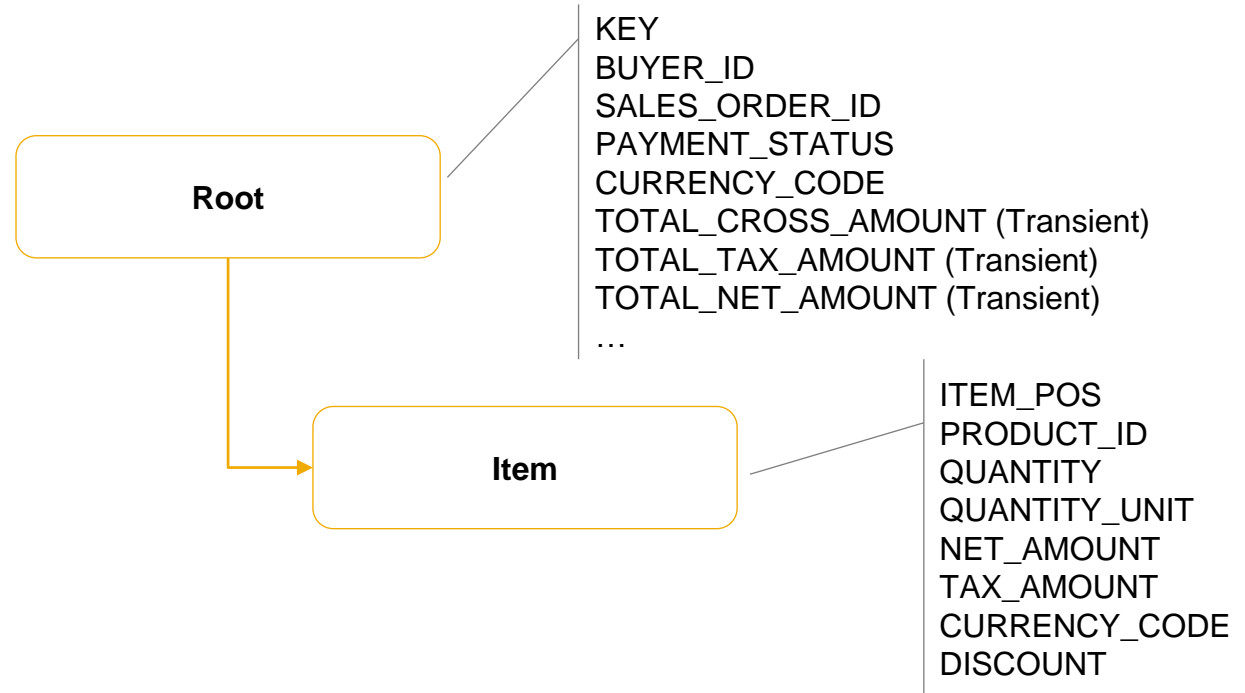 KEY
BUYER_ID
SALES_ORDER_ID
PAYMENT_STATUS
CURRENCY_CODE
TOTAL_CROSS_AMOUNT (Transient)
TOTAL_TAX_AMOUNT (Transient)
TOTAL_NET_AMOUNT (Transient)
…
Root
ITEM_POS
PRODUCT_ID
QUANTITY
QUANTITY_UNIT
NET_AMOUNT
TAX_AMOUNT
CURRENCY_CODE
DISCOUNT
Item